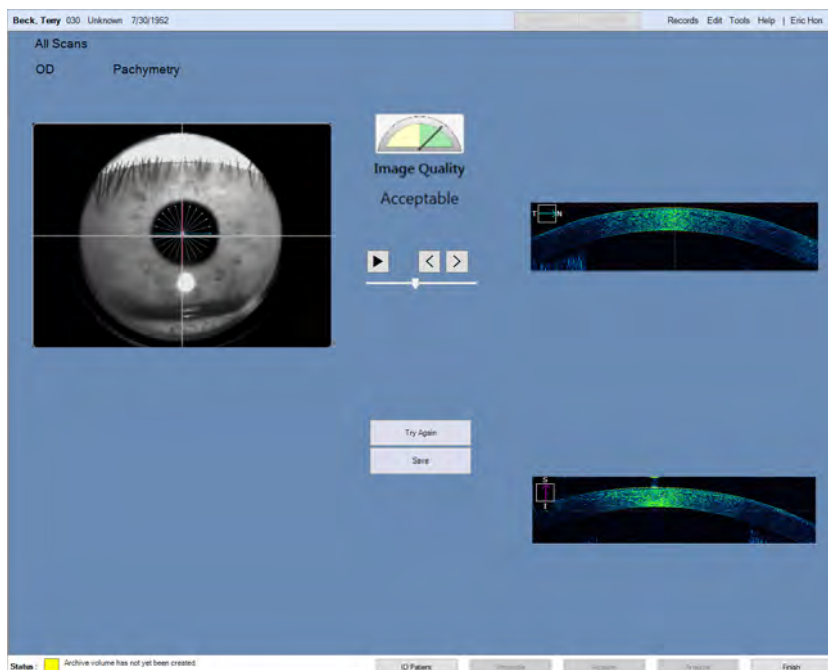 Beck, Terry 030 Unknown 7/30/1952 Records Edit Tools Help | Eric Hon
All Scans
OD Pachymetry
Image Quality
Acceptable
T N
Try Again
Save
S
I
Status : Archive volume has not yet been created. ID Patient Finish